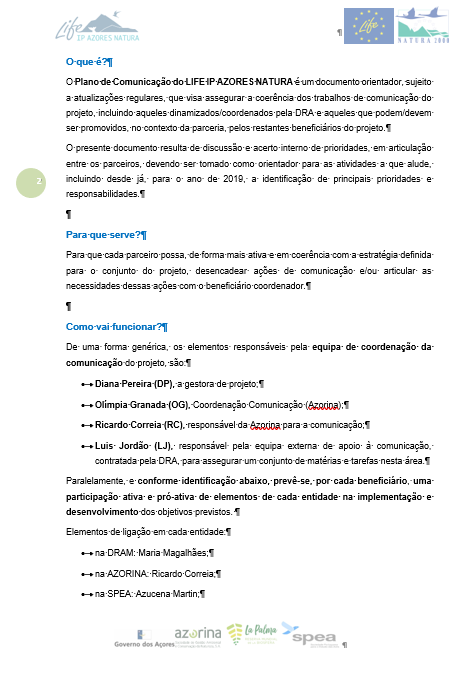 Life
IP AZORES NATURA
¶
Life
NATURA 2000
O que é?¶
O Plano de Comunicação do LIFE IP AZORES NATURA é um documento orientador, sujeito
a atualizações regulares, que visa assegurar a coerência dos trabalhos de comunicação do
projeto, incluindo aqueles dinamizados/coordenados pela DRA e aqueles que podem/devem
ser promovidos, no contexto da parceria, pelos restantes beneficiários do projeto.¶
O presente documento resulta de discussão e acerto interno de prioridades, em articulação
entre os parceiros, devendo ser tomado como orientador para as atividades a que alude,
2
incluindo desde já, para o ano de 2019, a identificação de principais prioridades e
responsabilidades.¶
¶
Para que serve?¶
Para que cada parceiro possa, de forma mais ativa e em coerência com a estratégia definida
para o conjunto do projeto, desencadear ações de comunicação e/ou articular as
necessidades dessas ações com o beneficiário coordenador.¶
¶
Como vai funcionar?¶
De uma forma genérica, os elementos responsáveis pela equipa de coordenação da
comunicação do projeto, são:¶
Diana Pereira (DP), a gestora de projeto;¶
Olímpia Granada (OG), Coordenação Comunicação (Azorina);¶
Ricardo Correia (RC), responsável da Azorina para a comunicação;¶
Luis Jordão (LJ), responsável pela equipa externa de apoio à comunicação,
contratada pela DRA, para assegurar um conjunto de matérias e tarefas nesta área.¶
Paralelamente, e conforme identificação abaixo, prevê-se, por cada beneficiário, uma
participação ativa e pró-ativa de elementos de cada entidade na implementação e
desenvolvimento dos objetivos previstos. ¶
Elementos de ligação em cada entidade:¶
na DRAM: Maria Magalhães;¶
na AZORINA: Ricardo Correia;¶
na SPEA: Azucena Martin;¶
Governo dos Açores
azorina
La Palma
spea
¶